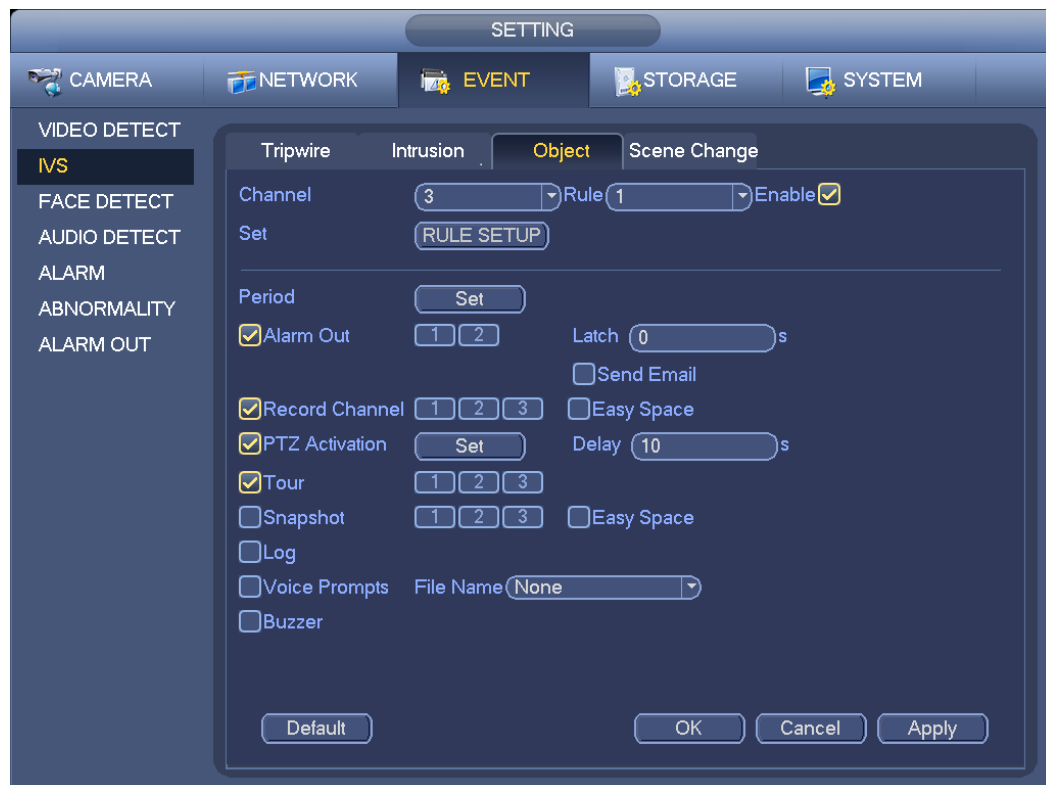 SETTING
CAMERA NETWORK EVENT STORAGE SYSTEM
VIDEO DETECT
IVS
FACE DETECT
AUDIO DETECT
ALARM
ABNORMALITY
ALARM OUT
Tripwire Intrusion Object Scene Change
Channel 3 Rule 1 Enable
Set RULE SETUP
Period Set
Alarm Out 1 2 Latch 0 s
Send Email
Record Channel 1 2 3 Easy Space
PTZ Activation Set Delay 10 s
Tour 1 2 3
Snapshot 1 2 3 Easy Space
Log
Voice Prompts File Name None
Buzzer
Default OK Cancel Apply